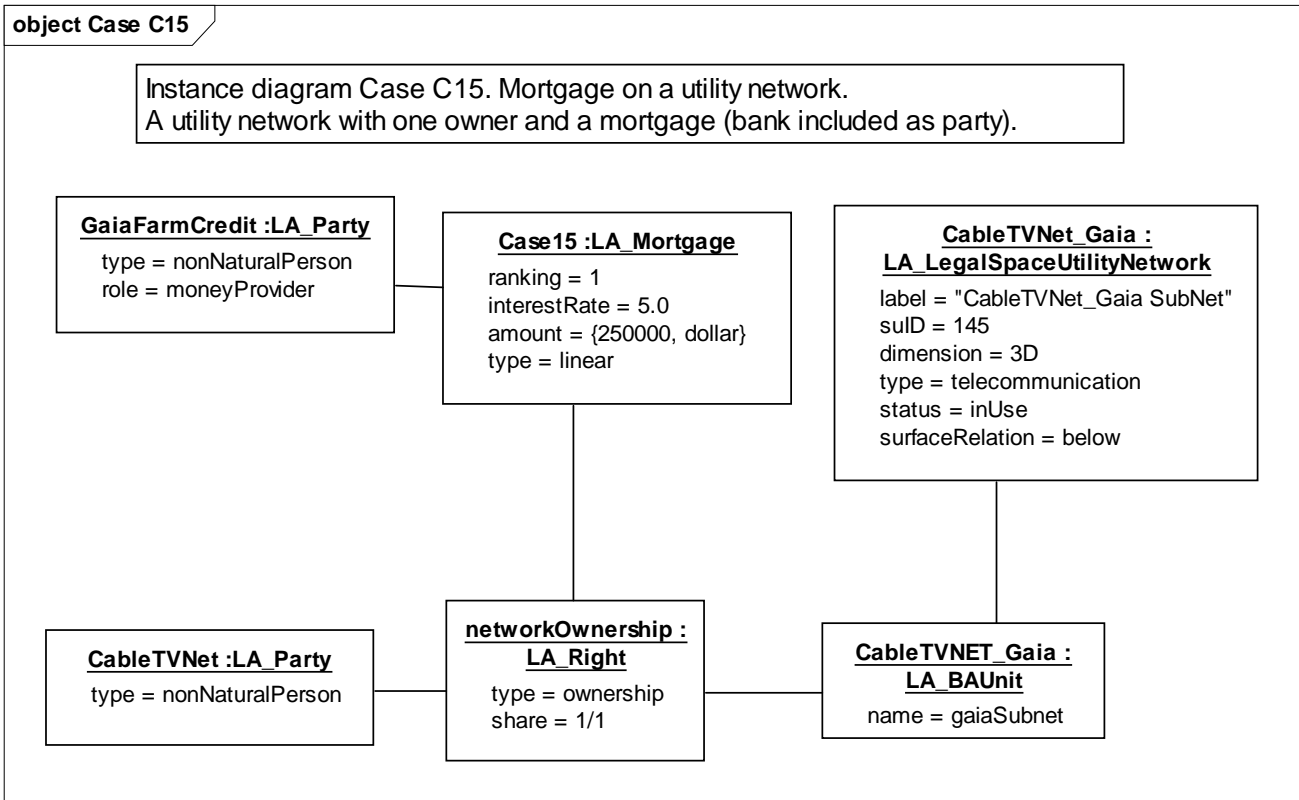 object Case C15
Instance diagram Case C15. Mortgage on a utility network.
A utility network with one owner and a mortgage (bank included as party).
GaiaFarmCredit :LA_Party
type = nonNaturalPerson
role = moneyProvider
Case15 :LA_Mortgage
ranking = 1
interestRate = 5.0
amount = {250000, dollar}
type = linear
CableTVNet_Gaia :
LA_LegalSpaceUtilityNetwork
label = "CableTVNet_Gaia SubNet"
suID = 145
dimension = 3D
type = telecommunication
status = inUse
surfaceRelation = below
CableTVNet :LA_Party
type = nonNaturalPerson
networkOwnership :
LA_Right
type = ownership
share = 1/1
CableTVNET_Gaia :
LA_BAUnit
name = gaiaSubnet